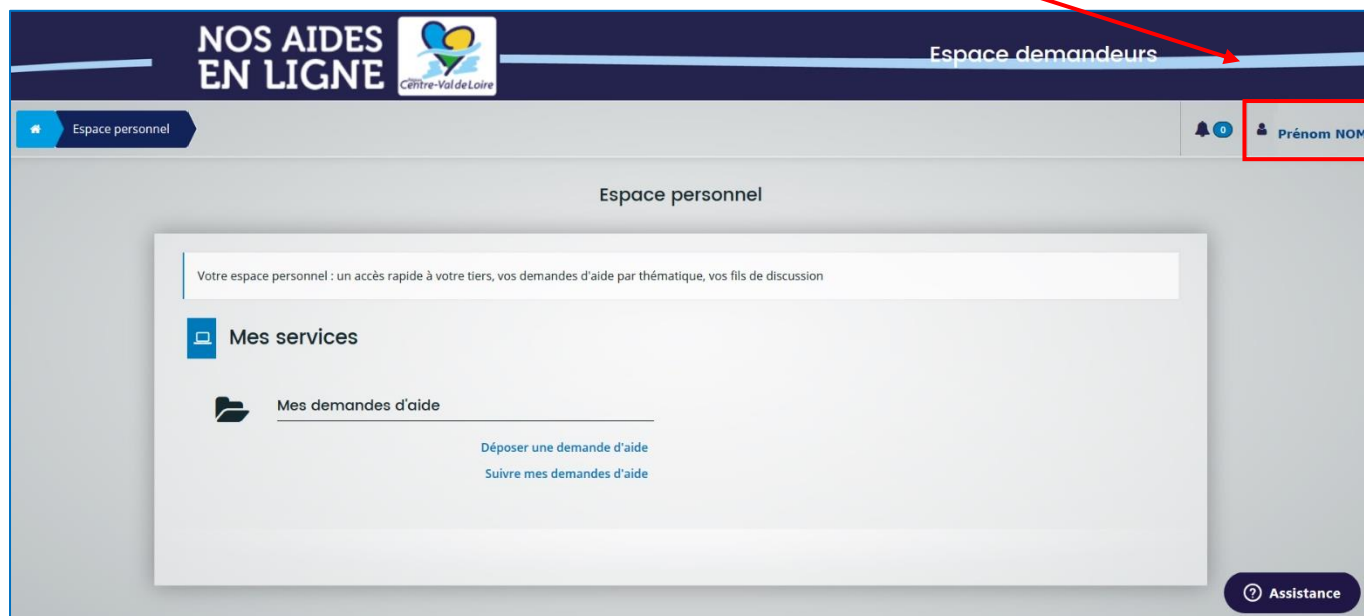 NOS AIDES
EN LIGNE
Centre-Val de Loire
Espace demandeurs
Espace personnel
0
Prénom NOM
Espace personnel
Votre espace personnel : un accès rapide à votre tiers, vos demandes d'aide par thématique, vos fils de discussion
Mes services
Mes demandes d'aide
Déposer une demande d'aide
Suivre mes demandes d'aide
? Assistance